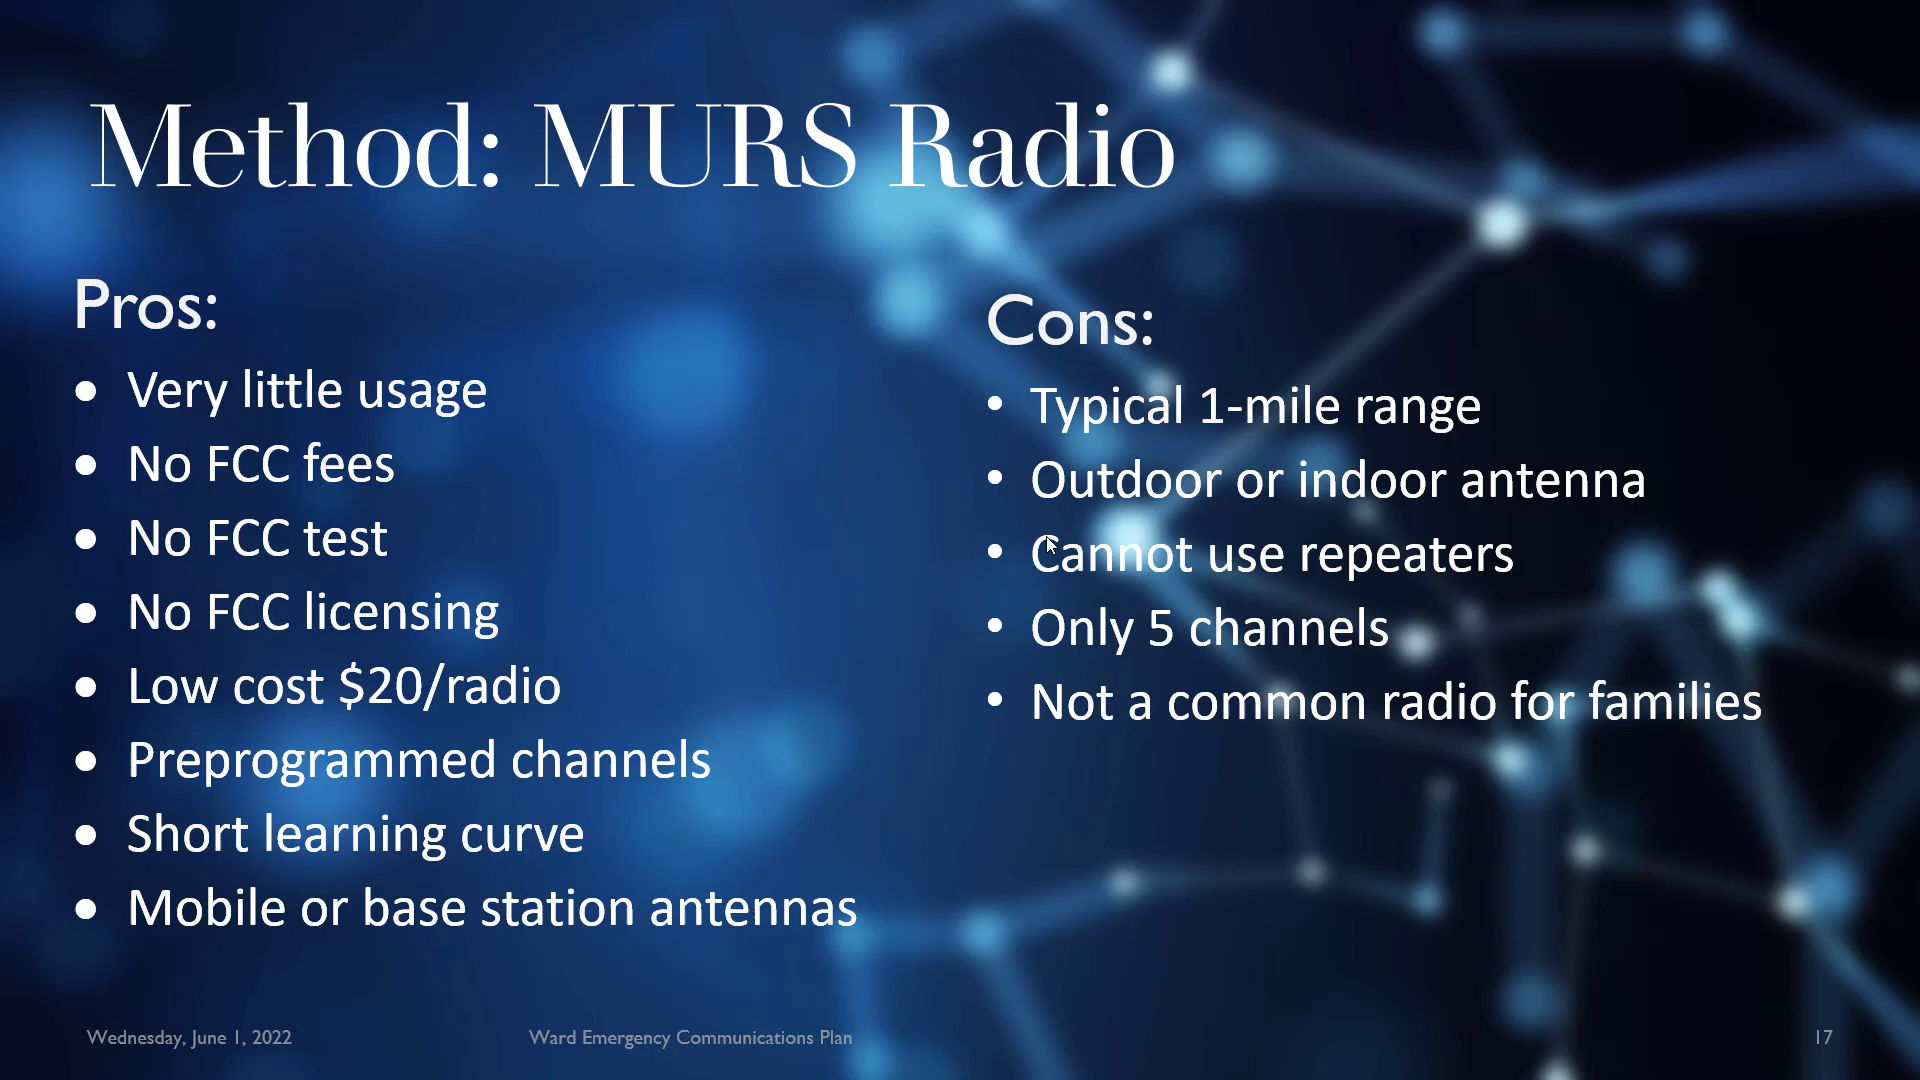 Method: MURS Radio
Pros:
• Very little usage
• No FCC fees
• No FCC test
• No FCC licensing
• Low cost $20/radio
• Preprogrammed channels
• Short learning curve
• Mobile or base station antennas
Cons:
• Typical 1-mile range
• Outdoor or indoor antenna
• Cannot use repeaters
• Only 5 channels
• Not a common radio for families
Wednesday, June 1, 2022
Ward Emergency Communications Plan
17